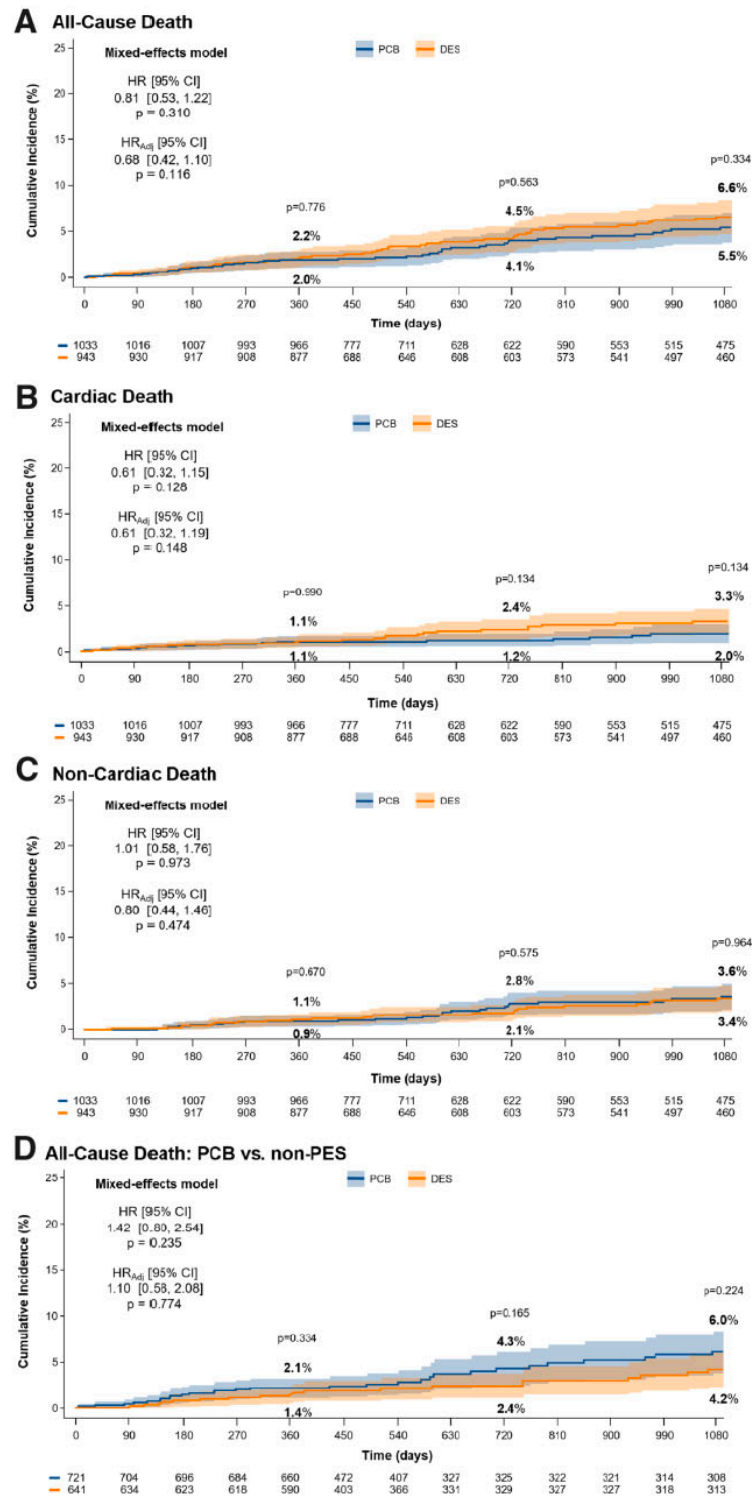 A All-Cause Death
Mixed-effects model
PCB DES
HR [95% CI]
0.81 [0.53, 1.22]
p = 0.310
HRAdj [95% CI]
0.68 [0.42, 1.10]
p = 0.116
Cumulative Incidence (%)
25
20
15
10
5
0
p=0.776 p=0.563 p=0.334
2.2% 4.5% 6.6%
2.0% 4.1% 5.5%
0 90 180 270 360 450 540 630 720 810 900 990 1080
Time (days)
1033 1016 1007 993 966 777 711 628 622 590 553 515 475
943 930 917 908 877 688 646 608 603 573 541 497 460
B Cardiac Death
Mixed-effects model
PCB DES
HR [95% CI]
0.61 [0.32, 1.15]
p = 0.128
HRAdj [95% CI]
0.61 [0.32, 1.19]
p = 0.148
Cumulative Incidence (%)
25
20
15
10
5
0
p=0.990 p=0.134 p=0.134
1.1% 2.4% 3.3%
1.1% 1.2% 2.0%
0 90 180 270 360 450 540 630 720 810 900 990 1080
Time (days)
1033 1016 1007 993 966 777 711 628 622 590 553 515 475
943 930 917 908 877 688 646 608 603 573 541 497 460
C Non-Cardiac Death
Mixed-effects model
PCB DES
HR [95% CI]
1.01 [0.58, 1.76]
p = 0.973
HRAdj [95% CI]
0.80 [0.44, 1.46]
p = 0.474
Cumulative Incidence (%)
25
20
15
10
5
0
p=0.670 p=0.575 p=0.964
1.1% 2.8% 3.6%
0.9% 2.1% 3.4%
0 90 180 270 360 450 540 630 720 810 900 990 1080
Time (days)
1033 1016 1007 993 966 777 711 628 622 590 553 515 475
943 930 917 908 877 688 646 608 603 573 541 497 460
D All-Cause Death: PCB vs. non-PES
Mixed-effects model
PCB DES
HR [95% CI]
1.42 [0.80, 2.54]
p = 0.235
HRAdj [95% CI]
1.10 [0.58, 2.08]
p = 0.774
Cumulative Incidence (%)
25
20
15
10
5
0
p=0.334 p=0.165 p=0.224
2.1% 4.3% 6.0%
1.4% 2.4% 4.2%
0 90 180 270 360 450 540 630 720 810 900 990 1080
Time (days)
721 704 696 684 660 472 407 327 325 322 321 314 308
641 634 623 618 590 403 366 331 329 327 327 318 313